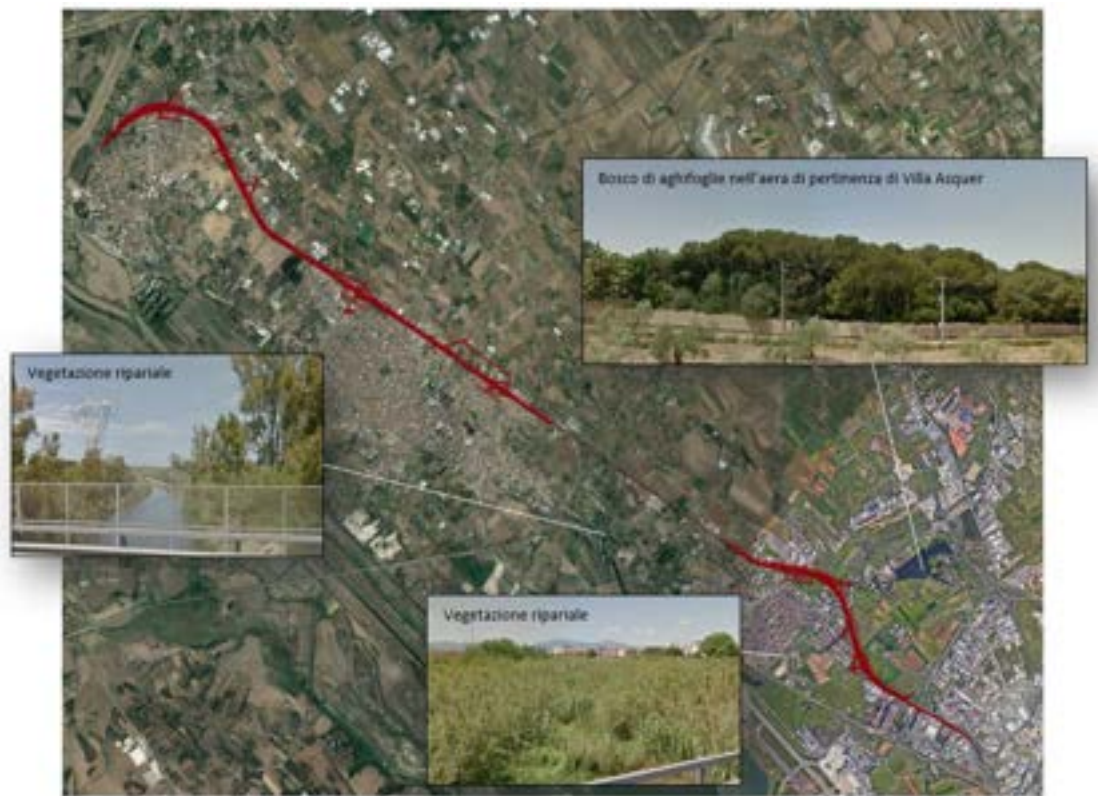 Bosco di aghifoglie nell'aera di pertinenza di Villa Asquer
Vegetazione ripariale
Vegetazione ripariale